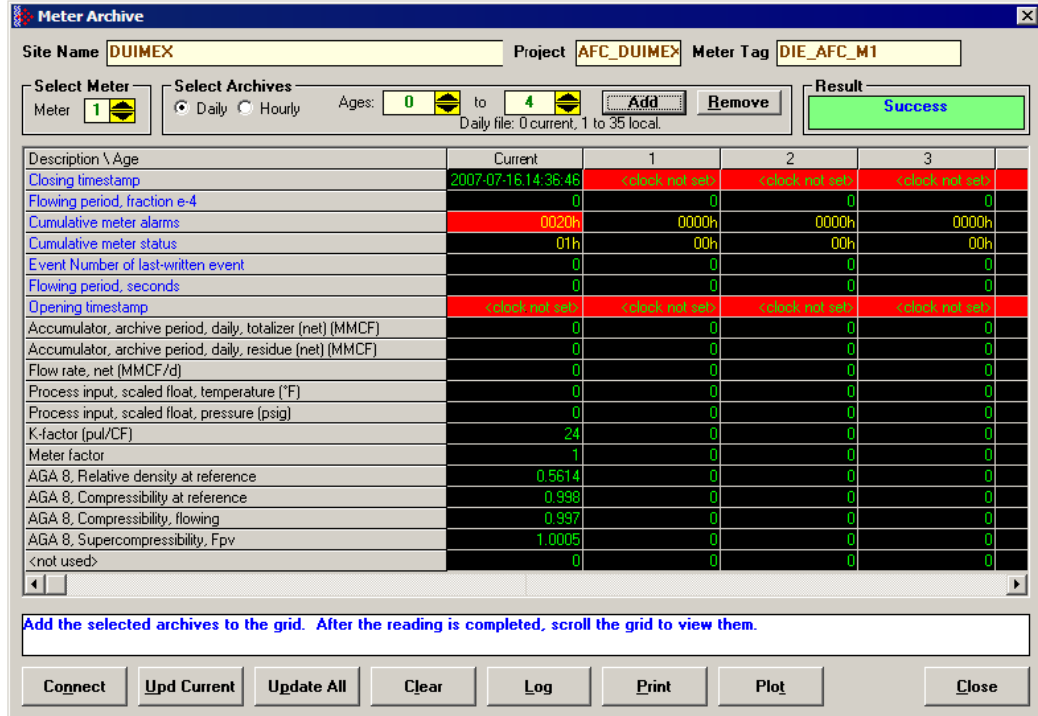 Meter Archive
Site Name DUIMEX Project AFC_DUIMEX Meter Tag DIE_AFC_M1
Select Meter Select Archives Result
Meter 1 Daily Hourly Ages: 0 to 4 Add Remove Success
Daily file: 0 current, 1 to 35 local.
Description \ Age Current 1 2 3
Closing timestamp 2007-07-16.14:36:46 <clock not set> <clock not set> <clock not set>
Flowing period, fraction e-4 0 0 0 0
Cumulative meter alarms 0020h 0000h 0000h 0000h
Cumulative meter status 01h 00h 00h 00h
Event Number of last-written event 0 0 0 0
Flowing period, seconds 0 0 0 0
Opening timestamp <clock not set> <clock not set> <clock not set> <clock not set>
Accumulator, archive period, daily, totalizer (net) (MMCF) 0 0 0 0
Accumulator, archive period, daily, residue (net) (MMCF) 0 0 0 0
Flow rate, net (MMCF/d) 0 0 0 0
Process input, scaled float, temperature (°F) 0 0 0 0
Process input, scaled float, pressure (psig) 0 0 0 0
K-factor (pul/CF) 24 0 0 0
Meter factor 1 0 0 0
AGA 8, Relative density at reference 0.5614 0 0 0
AGA 8, Compressibility at reference 0.998 0 0 0
AGA 8, Compressibility, flowing 0.997 0 0 0
AGA 8, Supercompressibility, Fpv 1.0005 0 0 0
<not used> 0 0 0 0
Add the selected archives to the grid. After the reading is completed, scroll the grid to view them.
Connect Upd Current Update All Clear Log Print Plot Close